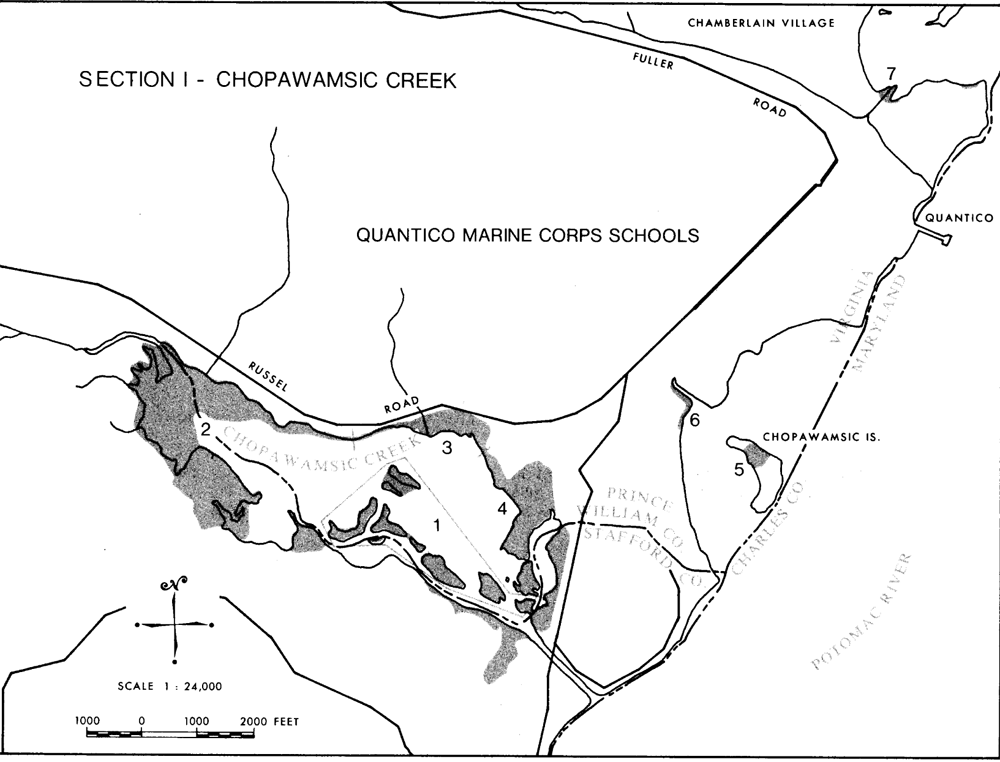 CHAMBERLAIN VILLAGE
FULLER
ROAD
SECTION I - CHOPAWAMSIC CREEK
7
QUANTICO
QUANTICO MARINE CORPS SCHOOLS
VIRGINIA
MARYLAND
RUSSEL
ROAD
2
CHOPAWAMSIC CREEK
3
6
CHOPAWAMSIC IS.
5
4
1
PRINCE
WILLIAM CO.
STAFFORD CO.
CHARLES CO
POTOMAC RIVER
N
SCALE 1 : 24,000
1000 0 1000 2000 FEET